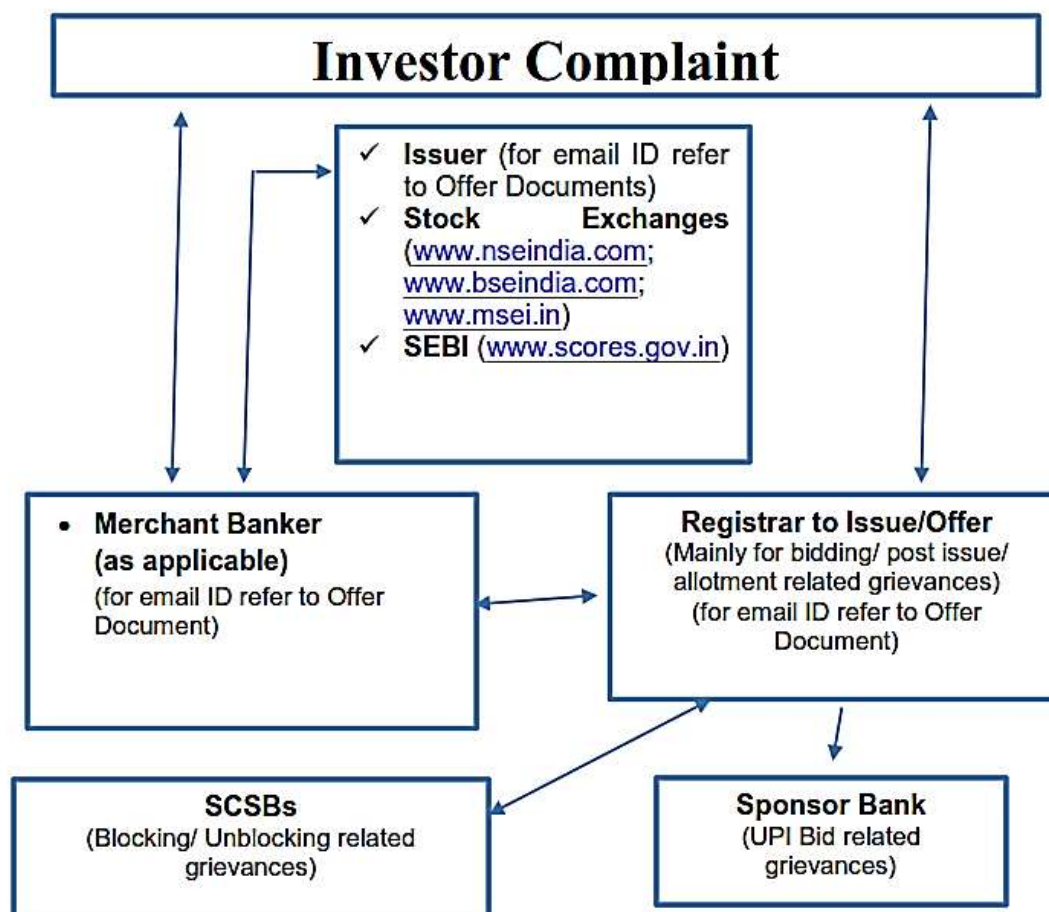 Investor Complaint
✓ Issuer (for email ID refer
to Offer Documents)
✓ Stock Exchanges
(www.nseindia.com;
www.bseindia.com;
www.msei.in)
✓ SEBI (www.scores.gov.in)
• Merchant Banker
(as applicable)
(for email ID refer to Offer
Document)
Registrar to Issue/Offer
(Mainly for bidding/ post issue/
allotment related grievances)
(for email ID refer to Offer
Document)
SCSBs
(Blocking/ Unblocking related
grievances)
Sponsor Bank
(UPI Bid related
grievances)